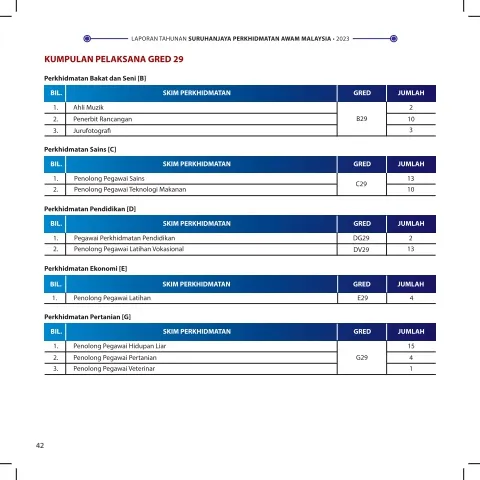 LAPORAN TAHUNAN SURUHANJAYA PERKHIDMATAN AWAM MALAYSIA • 2023
KUMPULAN PELAKSANA GRED 29
Perkhidmatan Bakat dan Seni [B]
BIL. SKIM PERKHIDMATAN GRED JUMLAH
1. Ahli Muzik B29 2
2. Penerbit Rancangan 10
3. Jurufotografi 3
Perkhidmatan Sains [C]
BIL. SKIM PERKHIDMATAN GRED JUMLAH
1. Penolong Pegawai Sains C29 13
2. Penolong Pegawai Teknologi Makanan 10
Perkhidmatan Pendidikan [D]
BIL. SKIM PERKHIDMATAN GRED JUMLAH
1. Pegawai Perkhidmatan Pendidikan DG29 2
2. Penolong Pegawai Latihan Vokasional DV29 13
Perkhidmatan Ekonomi [E]
BIL. SKIM PERKHIDMATAN GRED JUMLAH
1. Penolong Pegawai Latihan E29 4
Perkhidmatan Pertanian [G]
BIL. SKIM PERKHIDMATAN GRED JUMLAH
1. Penolong Pegawai Hidupan Liar G29 15
2. Penolong Pegawai Pertanian 4
3. Penolong Pegawai Veterinar 1
42